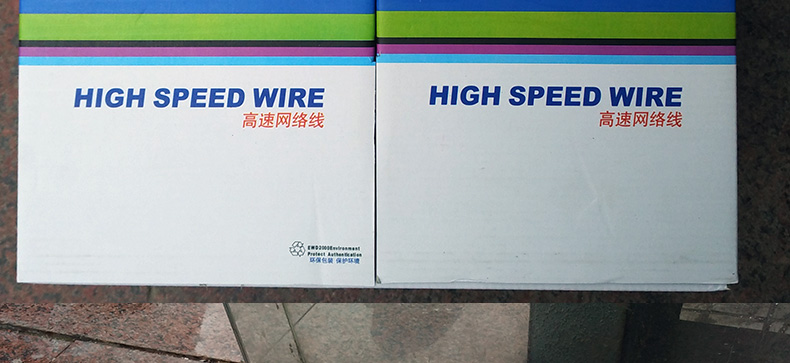 HIGH SPEED WIRE
高速网络线
EWD2000Environment
Protect Authentication
环保包装 保护环境
HIGH SPEED WIRE
高速网络线